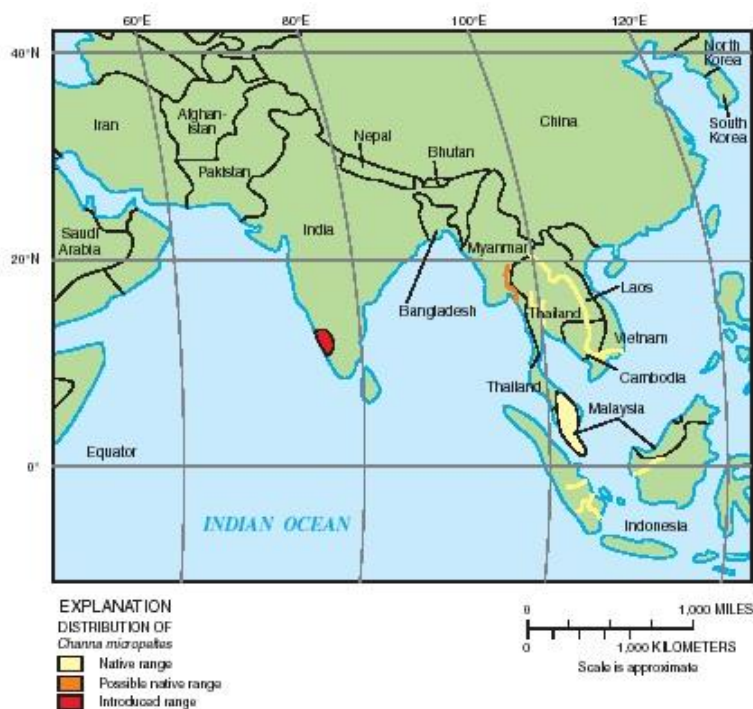 60°E 80°E 100°E 120°E
40°N
North
Korea
South
Korea
Iran
Afghan-
istan
China
Nepal
Bhutan
Pakistan
Saudi
Arabia
India
Myanmar
20°N
Laos
Bangladesh
Thailand
Vietnam
Cambodia
Thailand
Malaysia
Equator
0°
INDIAN OCEAN
Indonesia
EXPLANATION
DISTRIBUTION OF
Channa micropeltes
Native range
Possible native range
Introduced range
0 1,000 MILES
0 1,000 KILOMETERS
Scale is approximate